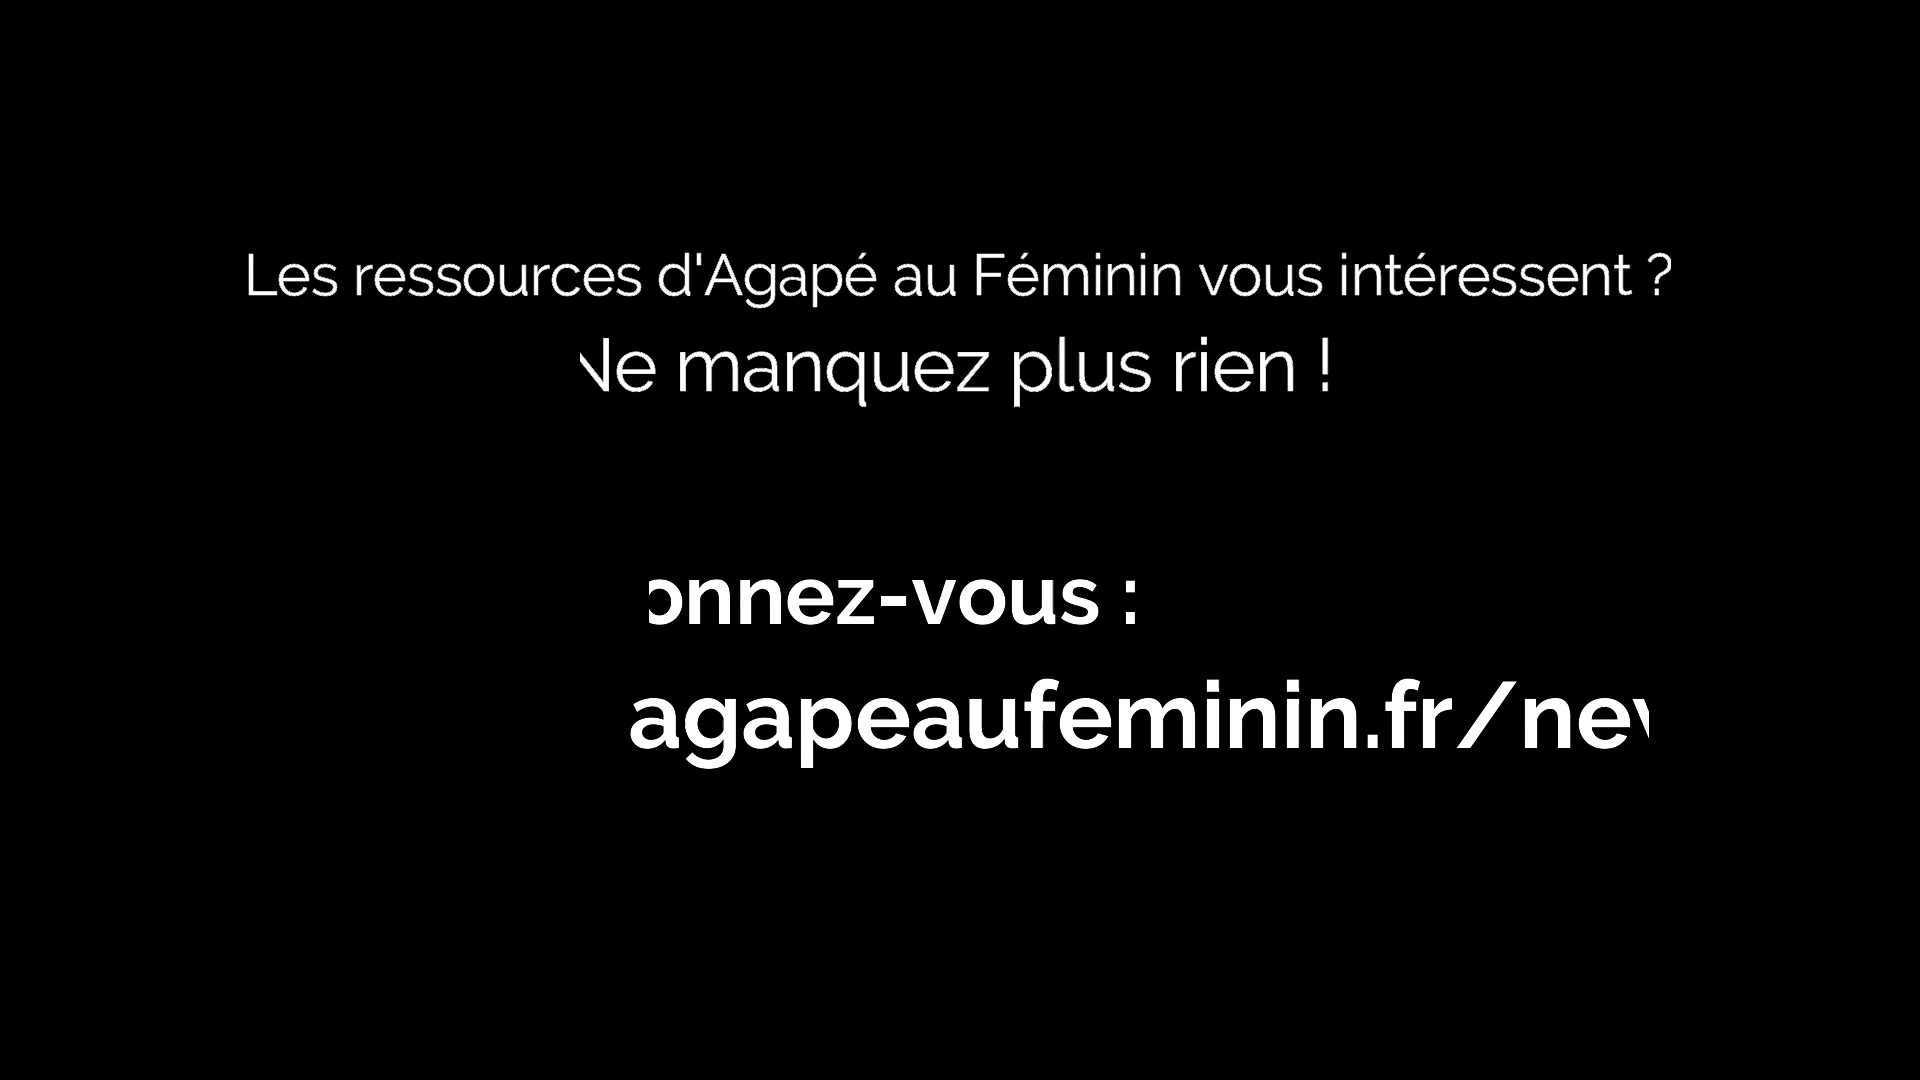 Les ressources d'Agapé au Féminin vous intéressent ?
Ne manquez plus rien !
onnez-vous :
agapeaufeminin.fr/ne